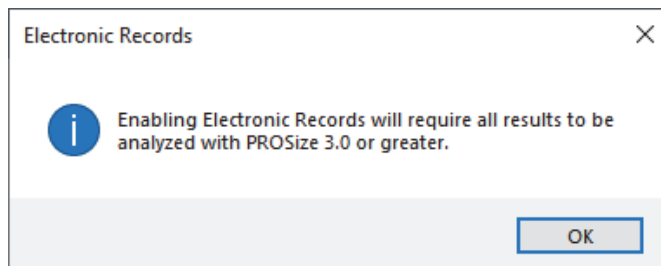 Electronic Records
Enabling Electronic Records will require all results to be
analyzed with PROSize 3.0 or greater.
OK